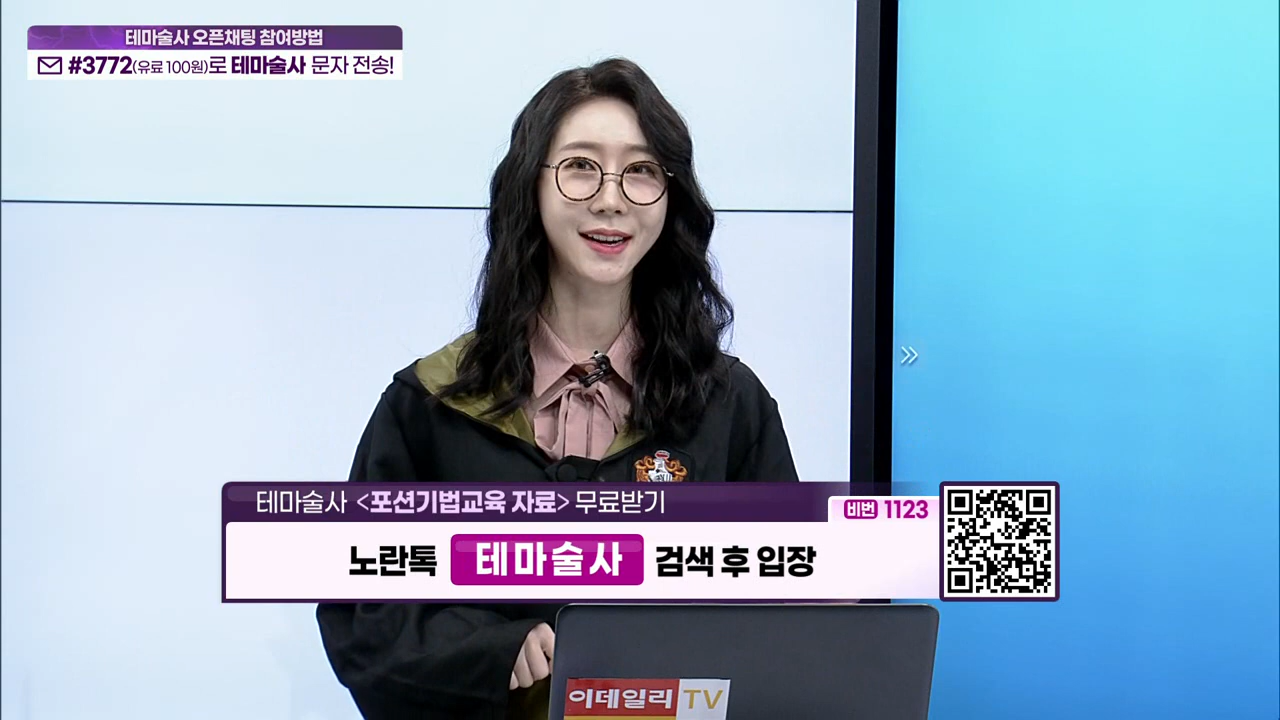 테마술사 오픈채팅 참여방법
#3772(유료 100원)로 테마술사 문자 전송!
테마술사 <포션기법교육 자료> 무료받기
비번 1123
노란톡 테마술사 검색 후 입장
이데일리 TV